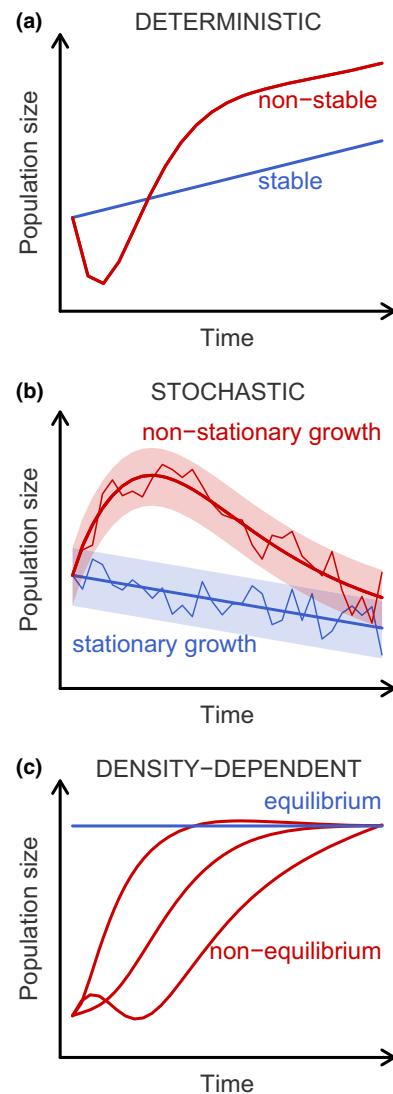 (a) DETERMINISTIC
Population size
non-stable
stable
Time
(b) STOCHASTIC
Population size
non-stationary growth
stationary growth
Time
(c) DENSITY−DEPENDENT
Population size
equilibrium
non-equilibrium
Time